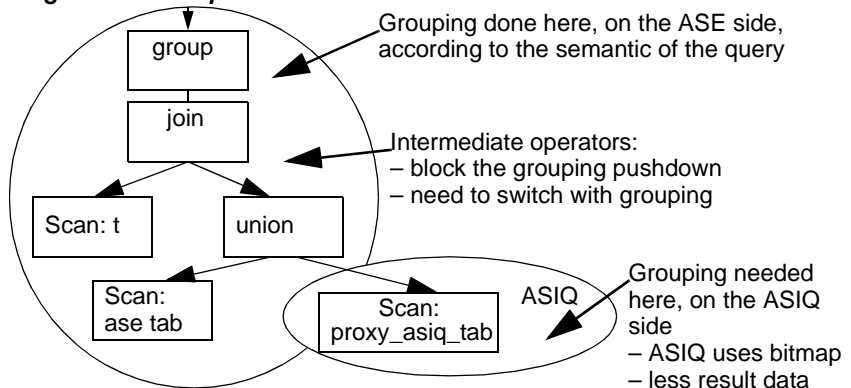 group
Grouping done here, on the ASE side,
according to the semantic of the query
join
Intermediate operators:
– block the grouping pushdown
– need to switch with grouping
Scan: t
union
Scan:
ase tab
Scan:
proxy_asiq_tab
ASIQ
Grouping needed
here, on the ASIQ
side
– ASIQ uses bitmap
– less result data